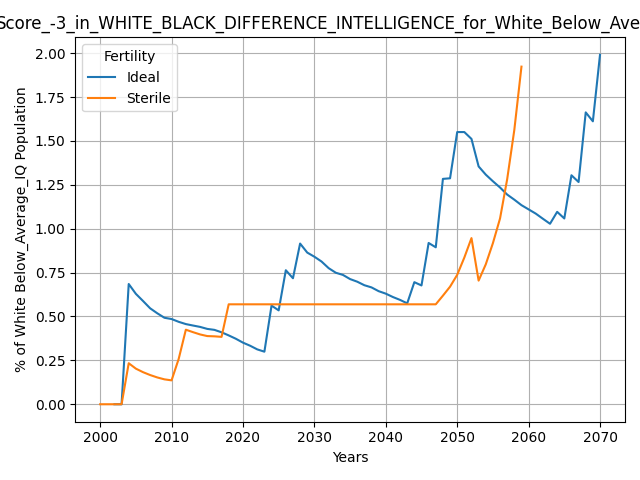 Score_-3_in_WHITE_BLACK_DIFFERENCE_INTELLIGENCE_for_White_Below_Ave
Fertility
Ideal
Sterile
% of White Below_Average_IQ Population
2.00
1.75
1.50
1.25
1.00
0.75
0.50
0.25
0.00
2000 2010 2020 2030 2040 2050 2060 2070
Years